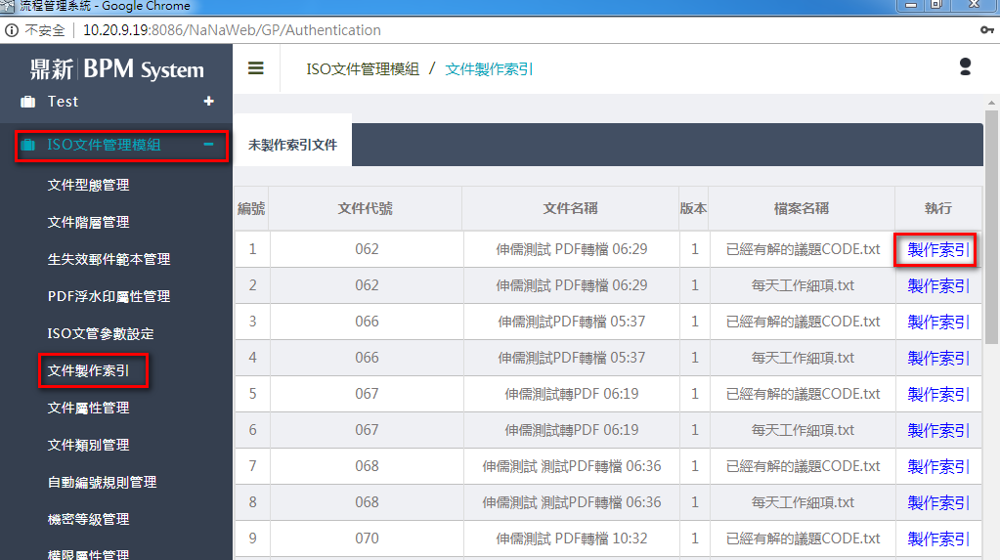 流程管理系統 - Google Chrome
不安全 | 10.20.9.19:8086/NaNaWeb/GP/Authentication
鼎新 BPM System
Test +
ISO文件管理模組 −
文件型態管理
文件階層管理
生失效郵件範本管理
PDF浮水印屬性管理
ISO文管參數設定
文件製作索引
文件屬性管理
文件類別管理
自動編號規則管理
機密等級管理
權限屬性管理
ISO文件管理模組 / 文件製作索引
未製作索引文件
編號 文件代號 文件名稱 版本 檔案名稱 執行
1 062 伸儒測試 PDF轉檔 06:29 1 已經有解的議題CODE.txt 製作索引
2 062 伸儒測試 PDF轉檔 06:29 1 每天工作細項.txt 製作索引
3 066 伸儒測試PDF轉檔 05:37 1 已經有解的議題CODE.txt 製作索引
4 066 伸儒測試PDF轉檔 05:37 1 每天工作細項.txt 製作索引
5 067 伸儒測試轉PDF 06:19 1 已經有解的議題CODE.txt 製作索引
6 067 伸儒測試轉PDF 06:19 1 每天工作細項.txt 製作索引
7 068 伸儒測試 測試PDF轉檔 06:36 1 已經有解的議題CODE.txt 製作索引
8 068 伸儒測試 測試PDF轉檔 06:36 1 每天工作細項.txt 製作索引
9 070 伸儒測試 PDF轉檔 10:32 1 已經有解的議題CODE.txt 製作索引